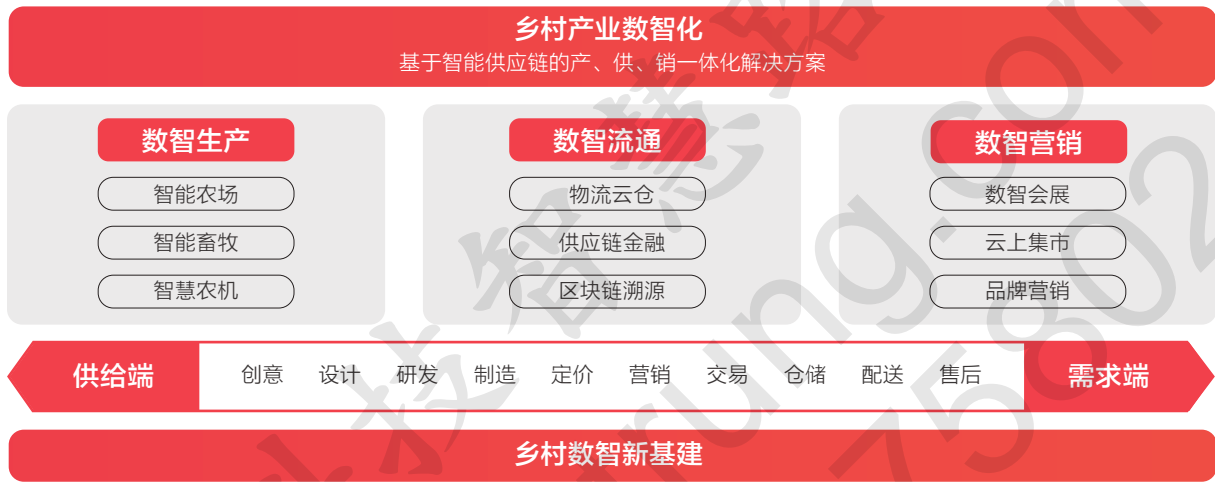 乡村产业数智化
基于智能供应链的产、供、销一体化解决方案
数智生产
智能农场
智能畜牧
智慧农机
数智流通
物流云仓
供应链金融
区块链溯源
数智营销
数智会展
云上集市
品牌营销
供给端 创意 设计 研发 制造 定价 营销 交易 仓储 配送 售后 需求端
乡村数智新基建